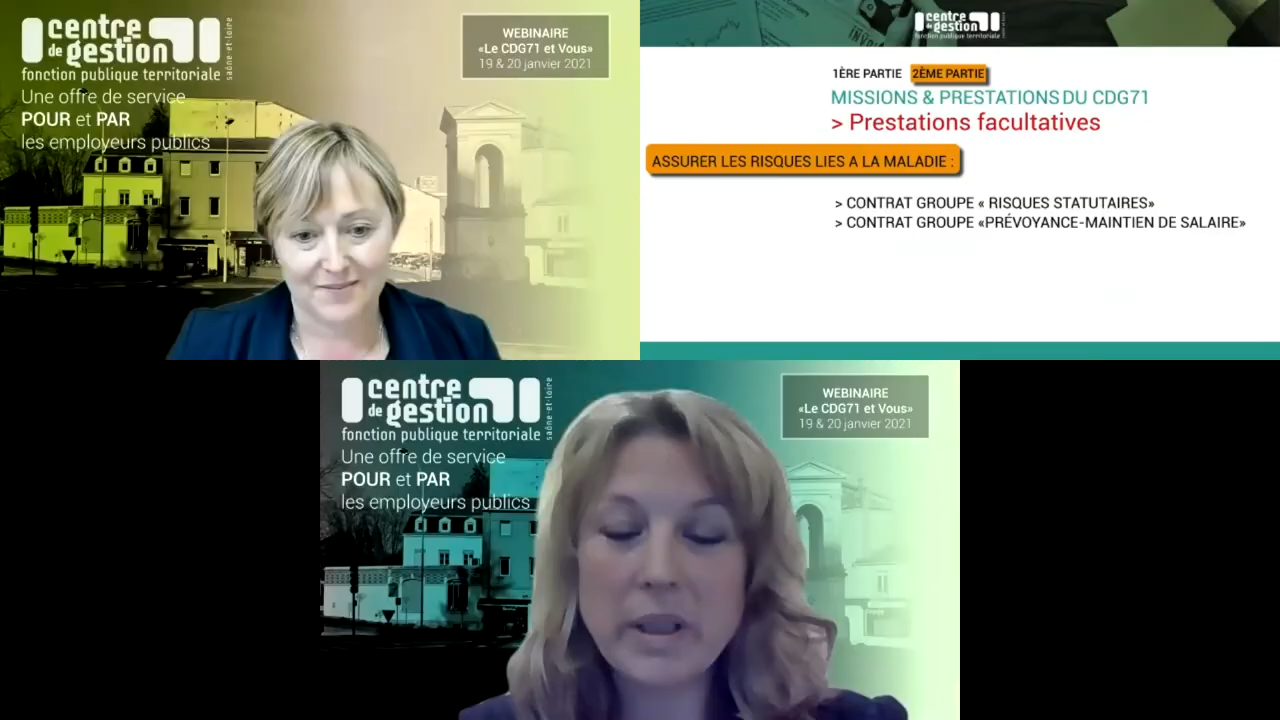 centre
de gestion
fonction publique territoriale
saône-et-loire
Une offre de service
POUR et PAR
les employeurs publics
WEBINAIRE
«Le CDG71 et Vous»
19 & 20 janvier 2021
centre
de gestion
fonction publique territoriale
1ÈRE PARTIE 2ÈME PARTIE
MISSIONS & PRESTATIONS DU CDG71
> Prestations facultatives
ASSURER LES RISQUES LIES A LA MALADIE :
> CONTRAT GROUPE « RISQUES STATUTAIRES»
> CONTRAT GROUPE «PRÉVOYANCE-MAINTIEN DE SALAIRE»
centre
de gestion
fonction publique territoriale
saône-et-loire
Une offre de service
POUR et PAR
les employeurs publics
WEBINAIRE
«Le CDG71 et Vous»
19 & 20 janvier 2021